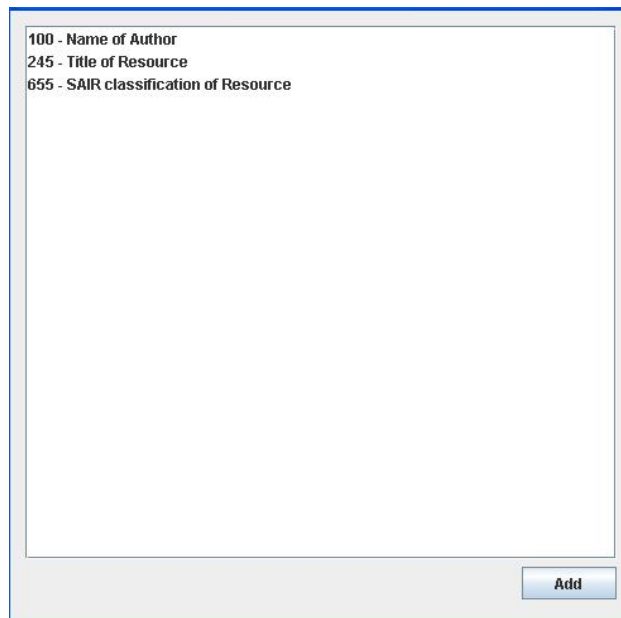 100 - Name of Author
245 - Title of Resource
655 - SAIR classification of Resource
Add